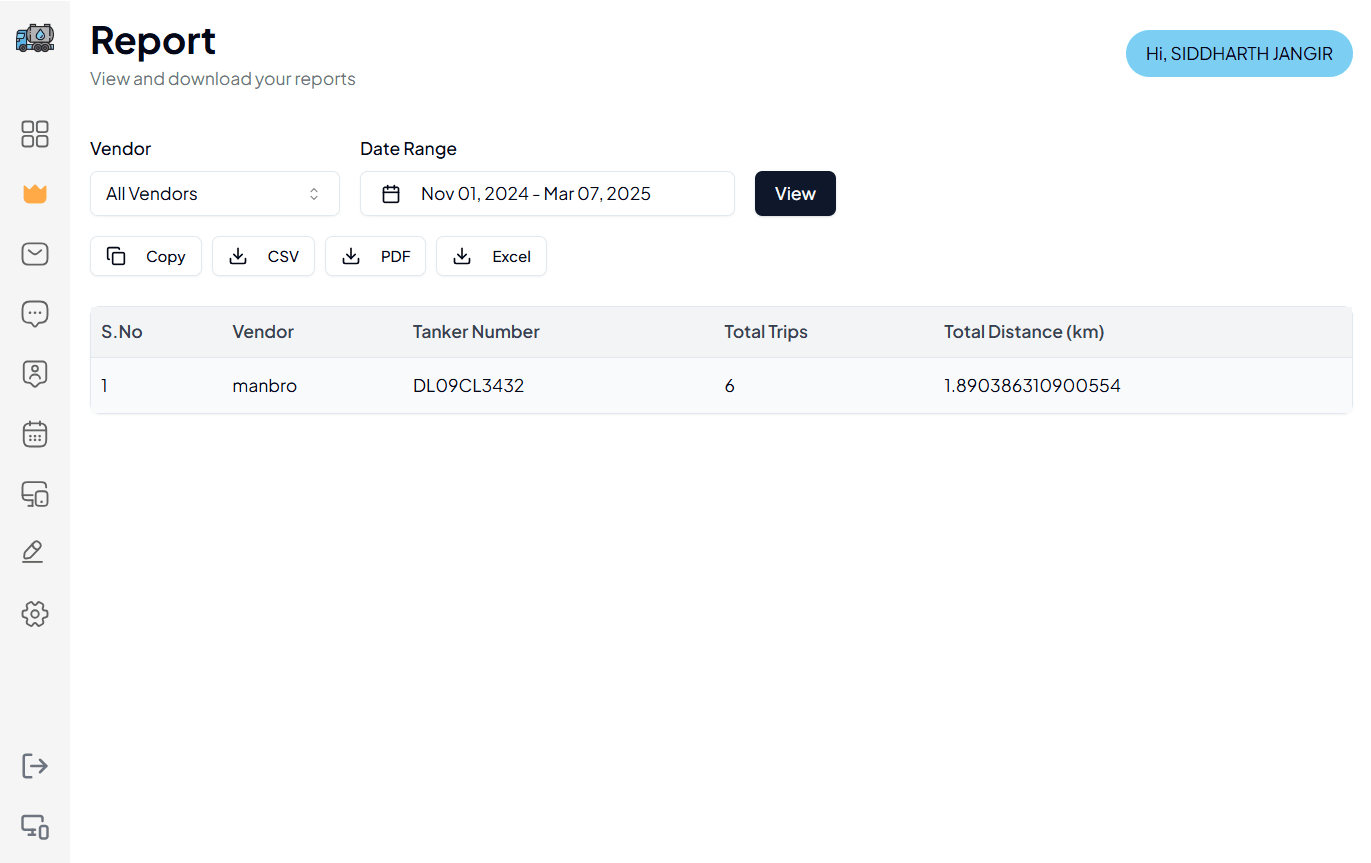 Report
View and download your reports
Hi, SIDDHARTH JANGIR
Vendor
Date Range
All Vendors
Nov 01, 2024 - Mar 07, 2025
View
Copy
CSV
PDF
Excel
S.No Vendor Tanker Number Total Trips Total Distance (km)
1 manbro DL09CL3432 6 1.890386310900554